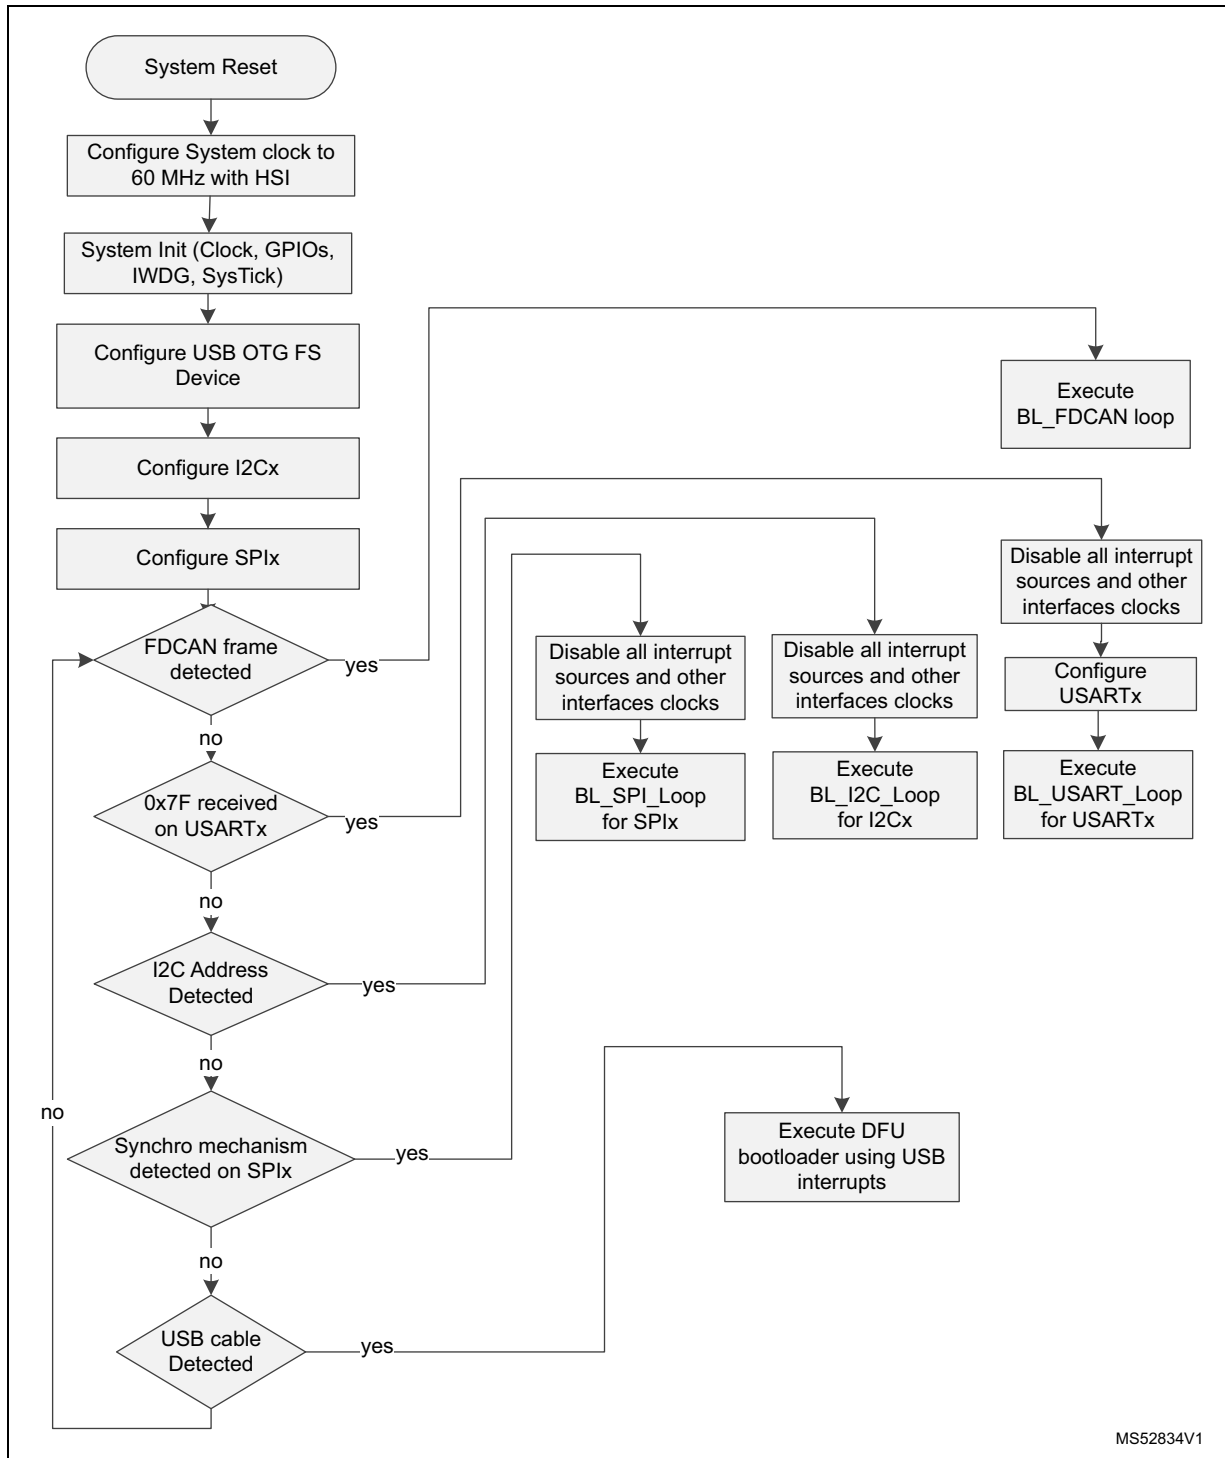 System Reset
Configure System clock to
60 MHz with HSI
System Init (Clock, GPIOs,
IWDG, SysTick)
Configure USB OTG FS
Device
Configure I2Cx
Configure SPIx
FDCAN frame
detected
yes
no
0x7F received
on USARTx
yes
no
I2C Address
Detected
yes
no
Synchro mechanism
detected on SPIx
yes
no
USB cable
Detected
yes
no
Execute
BL_FDCAN loop
Disable all interrupt
sources and other
interfaces clocks
Configure
USARTx
Execute
BL_USART_Loop
for USARTx
Disable all interrupt
sources and other
interfaces clocks
Execute
BL_I2C_Loop
for I2Cx
Disable all interrupt
sources and other
interfaces clocks
Execute
BL_SPI_Loop
for SPIx
Execute DFU
bootloader using USB
interrupts
MS52834V1